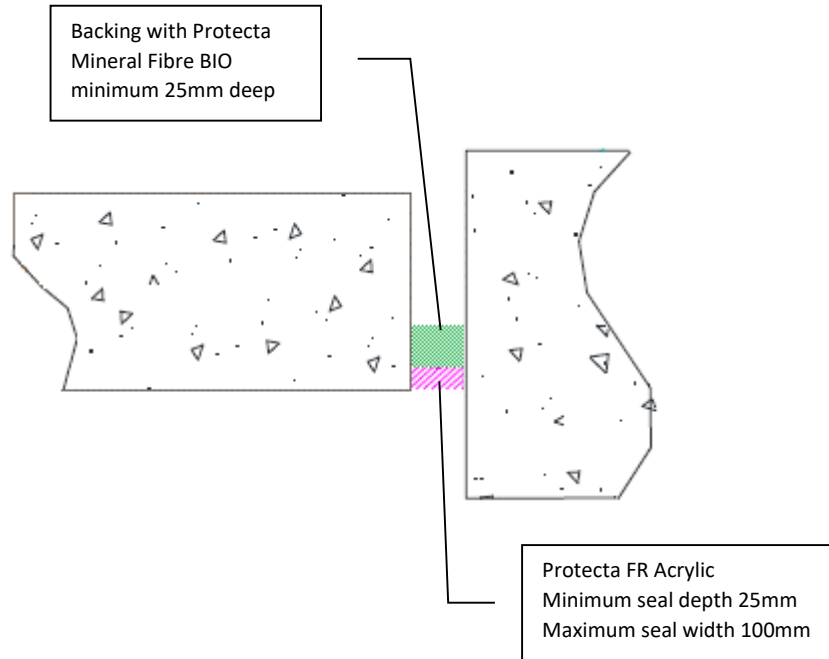 Backing with Protecta
Mineral Fibre BIO
minimum 25mm deep
Protecta FR Acrylic
Minimum seal depth 25mm
Maximum seal width 100mm